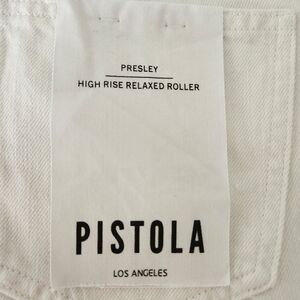 PRESLEY
HIGH RISE RELAXED ROLLER
PISTOLA
LOS ANGELES